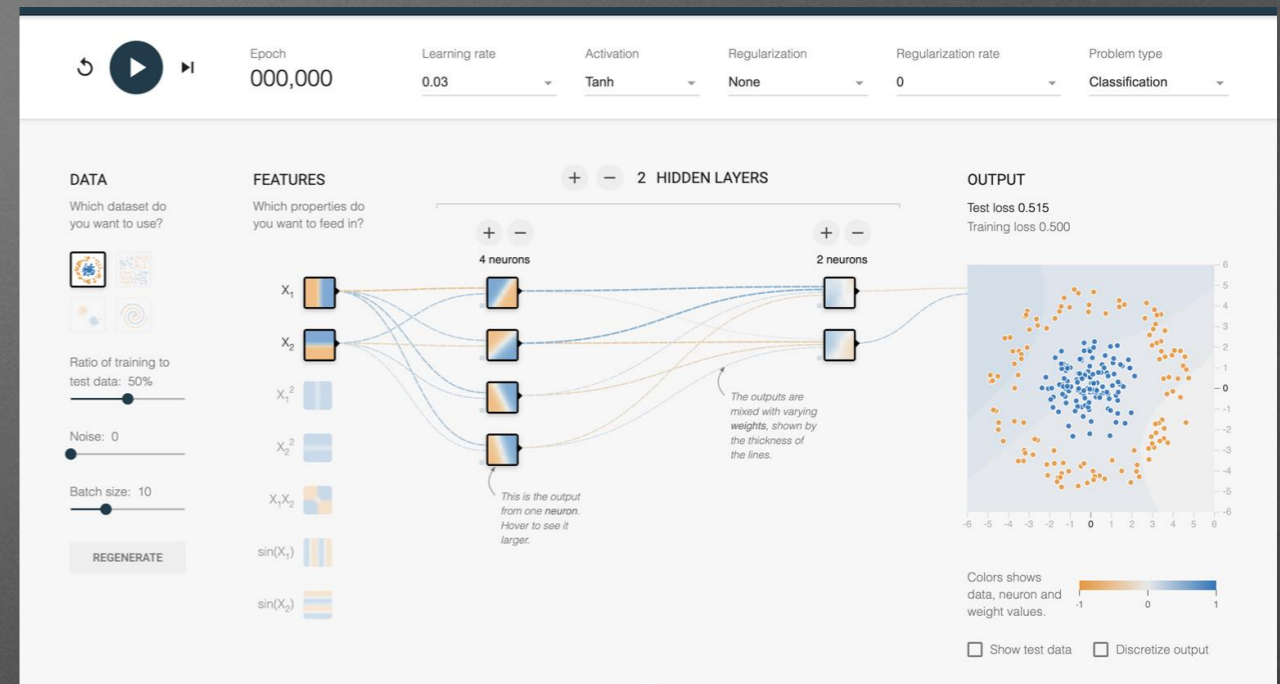 Epoch
000,000
Learning rate
0.03
Activation
Tanh
Regularization
None
Regularization rate
0
Problem type
Classification
DATA
Which dataset do
you want to use?
Ratio of training to
test data: 50%
Noise: 0
Batch size: 10
REGENERATE
FEATURES
Which properties do
you want to feed in?
X₁
X₂
X₁²
X₂²
X₁X₂
sin(X₁)
sin(X₂)
+ − 2 HIDDEN LAYERS
+ −
4 neurons
+ −
2 neurons
This is the output
from one neuron.
Hover to see it
larger.
The outputs are
mixed with varying
weights, shown by
the thickness of
the lines.
OUTPUT
Test loss 0.515
Training loss 0.500
6
5
4
3
2
1
0
-1
-2
-3
-4
-5
-6
-6 -5 -4 -3 -2 -1 0 1 2 3 4 5 6
Colors shows
data, neuron and
weight values.
-1 0 1
Show test data
Discretize output